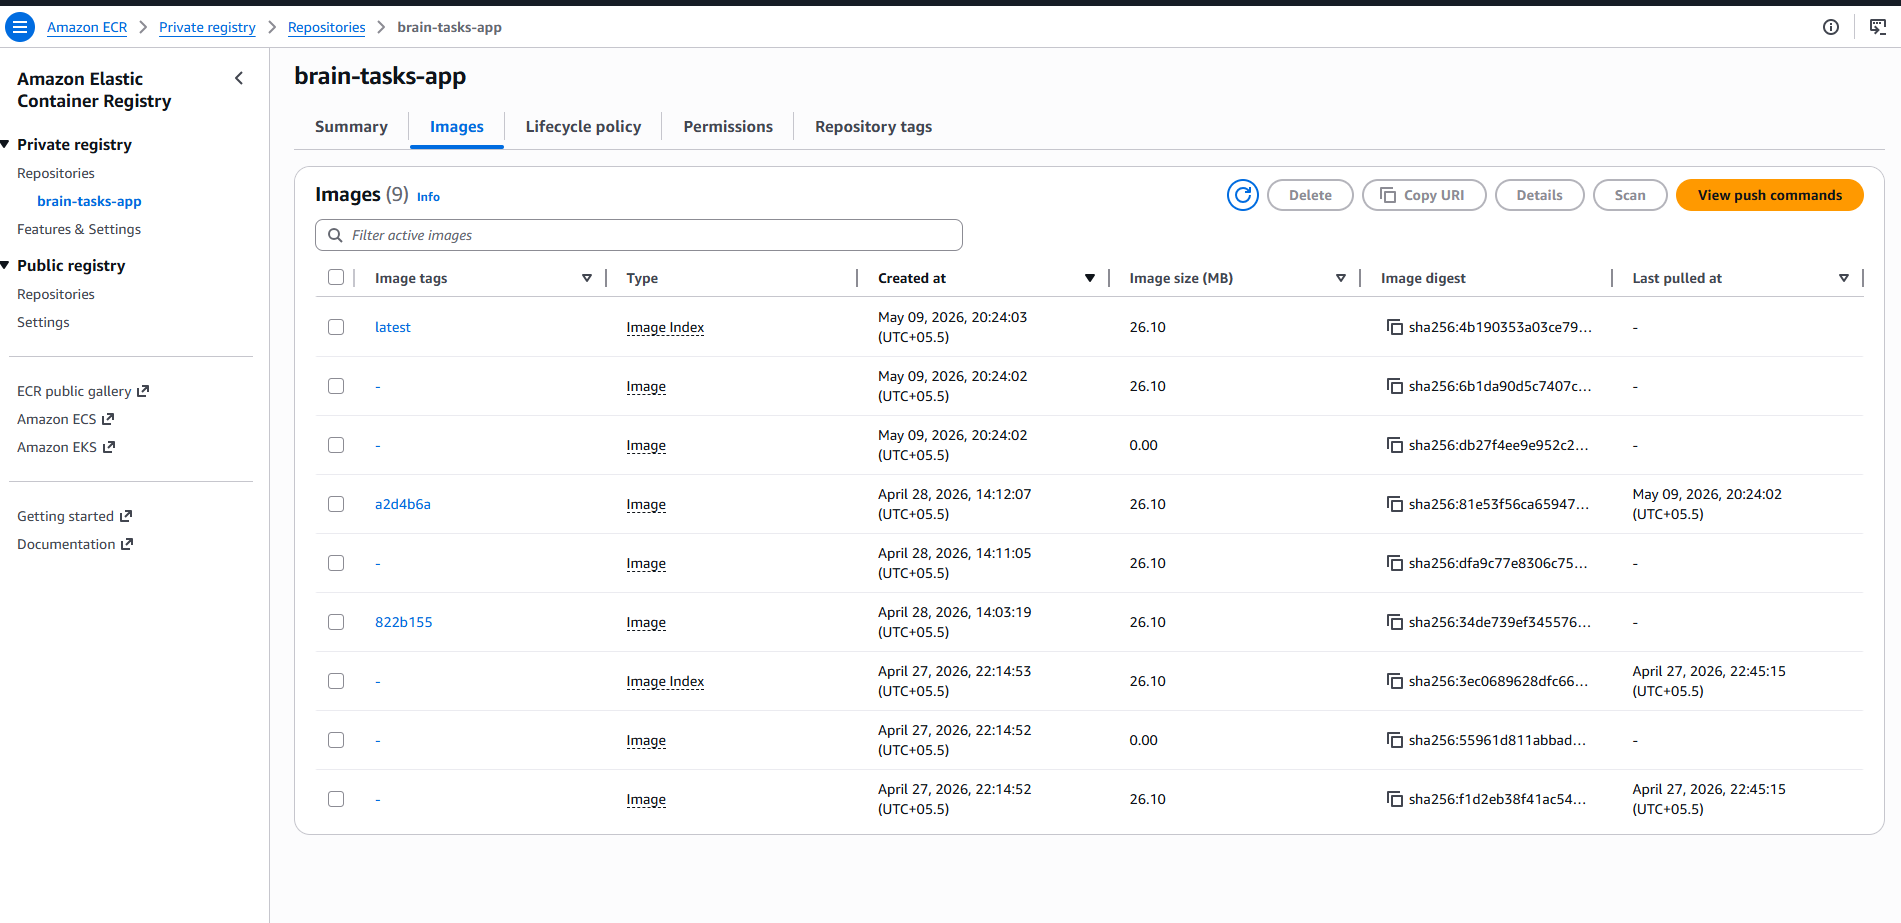 Amazon ECR > Private registry > Repositories > brain-tasks-app
Amazon Elastic
Container Registry
Private registry
Repositories
brain-tasks-app
Features & Settings
Public registry
Repositories
Settings
ECR public gallery
Amazon ECS
Amazon EKS
Getting started
Documentation
brain-tasks-app
Summary Images Lifecycle policy Permissions Repository tags
Images (9) Info
Delete Copy URI Details Scan View push commands
Filter active images
Image tags Type Created at Image size (MB) Image digest Last pulled at
latest Image Index May 09, 2026, 20:24:03 (UTC+05.5) 26.10 sha256:4b190353a03ce79... -
- Image May 09, 2026, 20:24:02 (UTC+05.5) 26.10 sha256:6b1da90d5c7407c... -
- Image May 09, 2026, 20:24:02 (UTC+05.5) 0.00 sha256:db27f4ee9e952c2... -
a2d4b6a Image April 28, 2026, 14:12:07 (UTC+05.5) 26.10 sha256:81e53f56ca65947... May 09, 2026, 20:24:02 (UTC+05.5)
- Image April 28, 2026, 14:11:05 (UTC+05.5) 26.10 sha256:dfa9c77e8306c75... -
822b155 Image April 28, 2026, 14:03:19 (UTC+05.5) 26.10 sha256:34de739ef345576... -
- Image Index April 27, 2026, 22:14:53 (UTC+05.5) 26.10 sha256:3ec0689628dfc66... April 27, 2026, 22:45:15 (UTC+05.5)
- Image April 27, 2026, 22:14:52 (UTC+05.5) 0.00 sha256:55961d811abbad... -
- Image April 27, 2026, 22:14:52 (UTC+05.5) 26.10 sha256:f1d2eb38f41ac54... April 27, 2026, 22:45:15 (UTC+05.5)